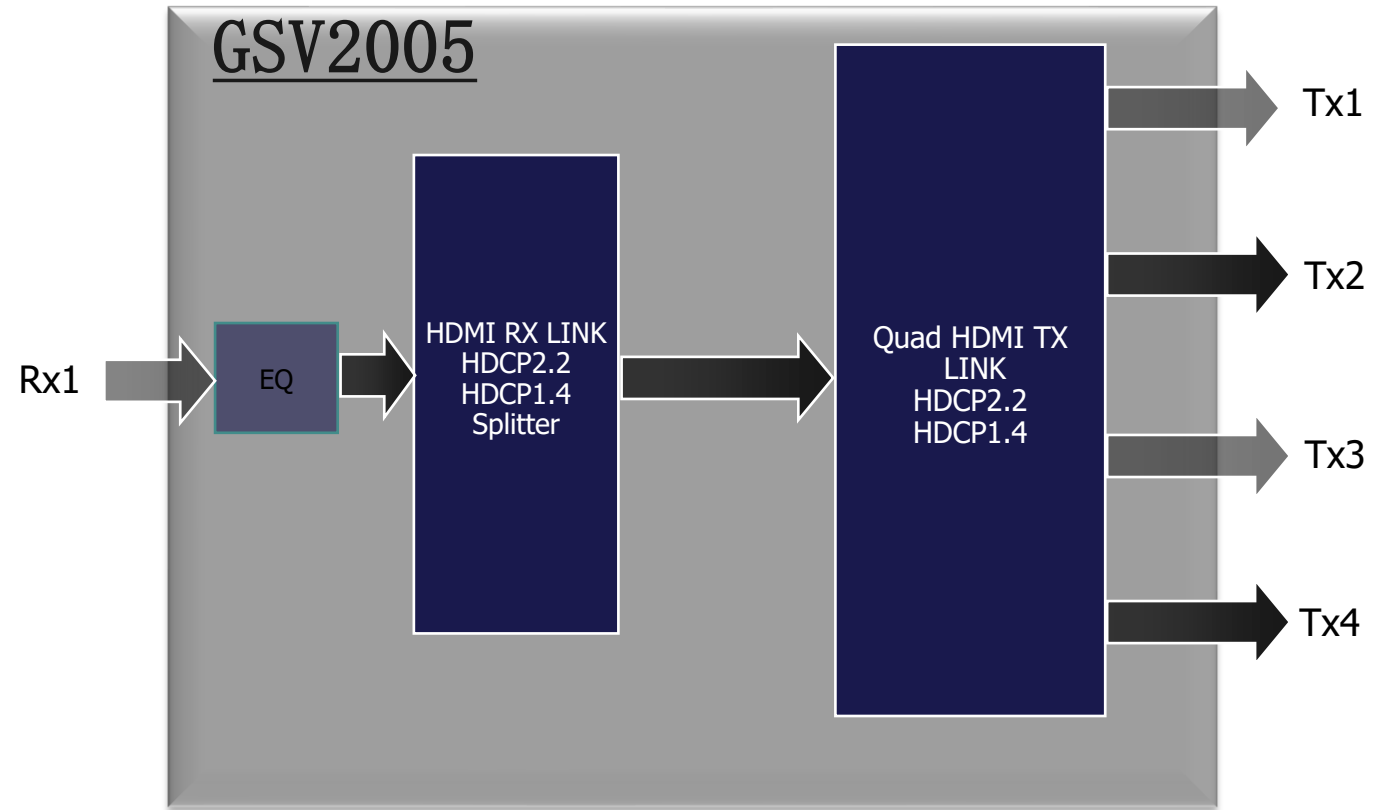 GSV2005
Rx1
EQ
HDMI RX LINK
HDCP2.2
HDCP1.4
Splitter
Quad HDMI TX
LINK
HDCP2.2
HDCP1.4
Tx1
Tx2
Tx3
Tx4